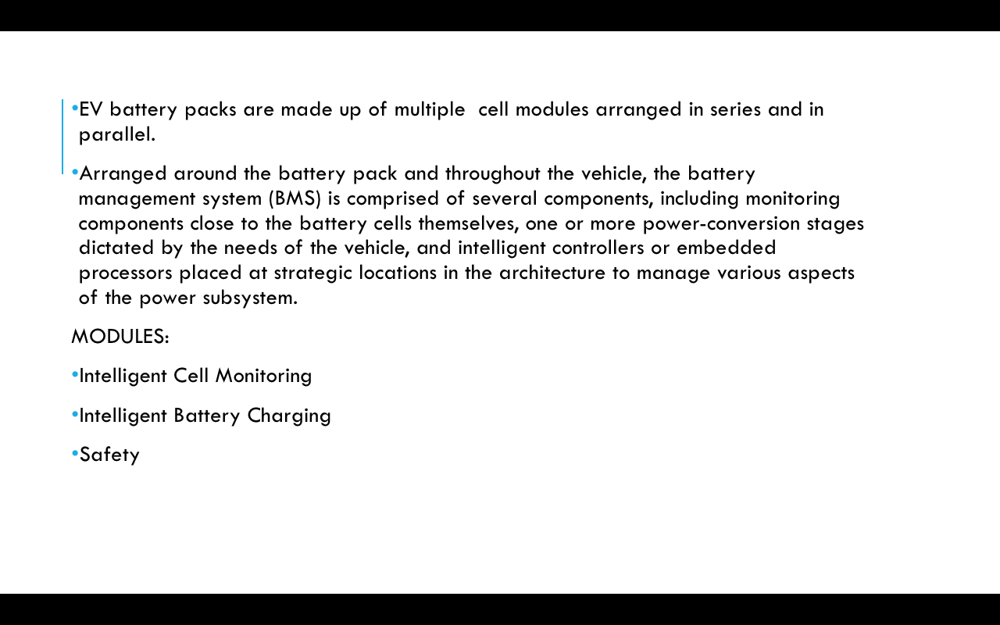 •EV battery packs are made up of multiple  cell modules arranged in series and in
parallel.
•Arranged around the battery pack and throughout the vehicle, the battery
management system (BMS) is comprised of several components, including monitoring
components close to the battery cells themselves, one or more power-conversion stages
dictated by the needs of the vehicle, and intelligent controllers or embedded
processors placed at strategic locations in the architecture to manage various aspects
of the power subsystem.
MODULES:
•Intelligent Cell Monitoring
•Intelligent Battery Charging
•Safety